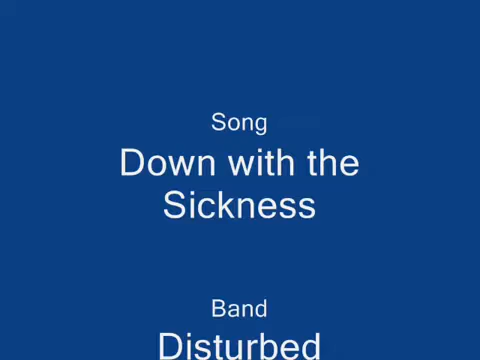 Song
Down with the
Sickness
Band
Disturbed